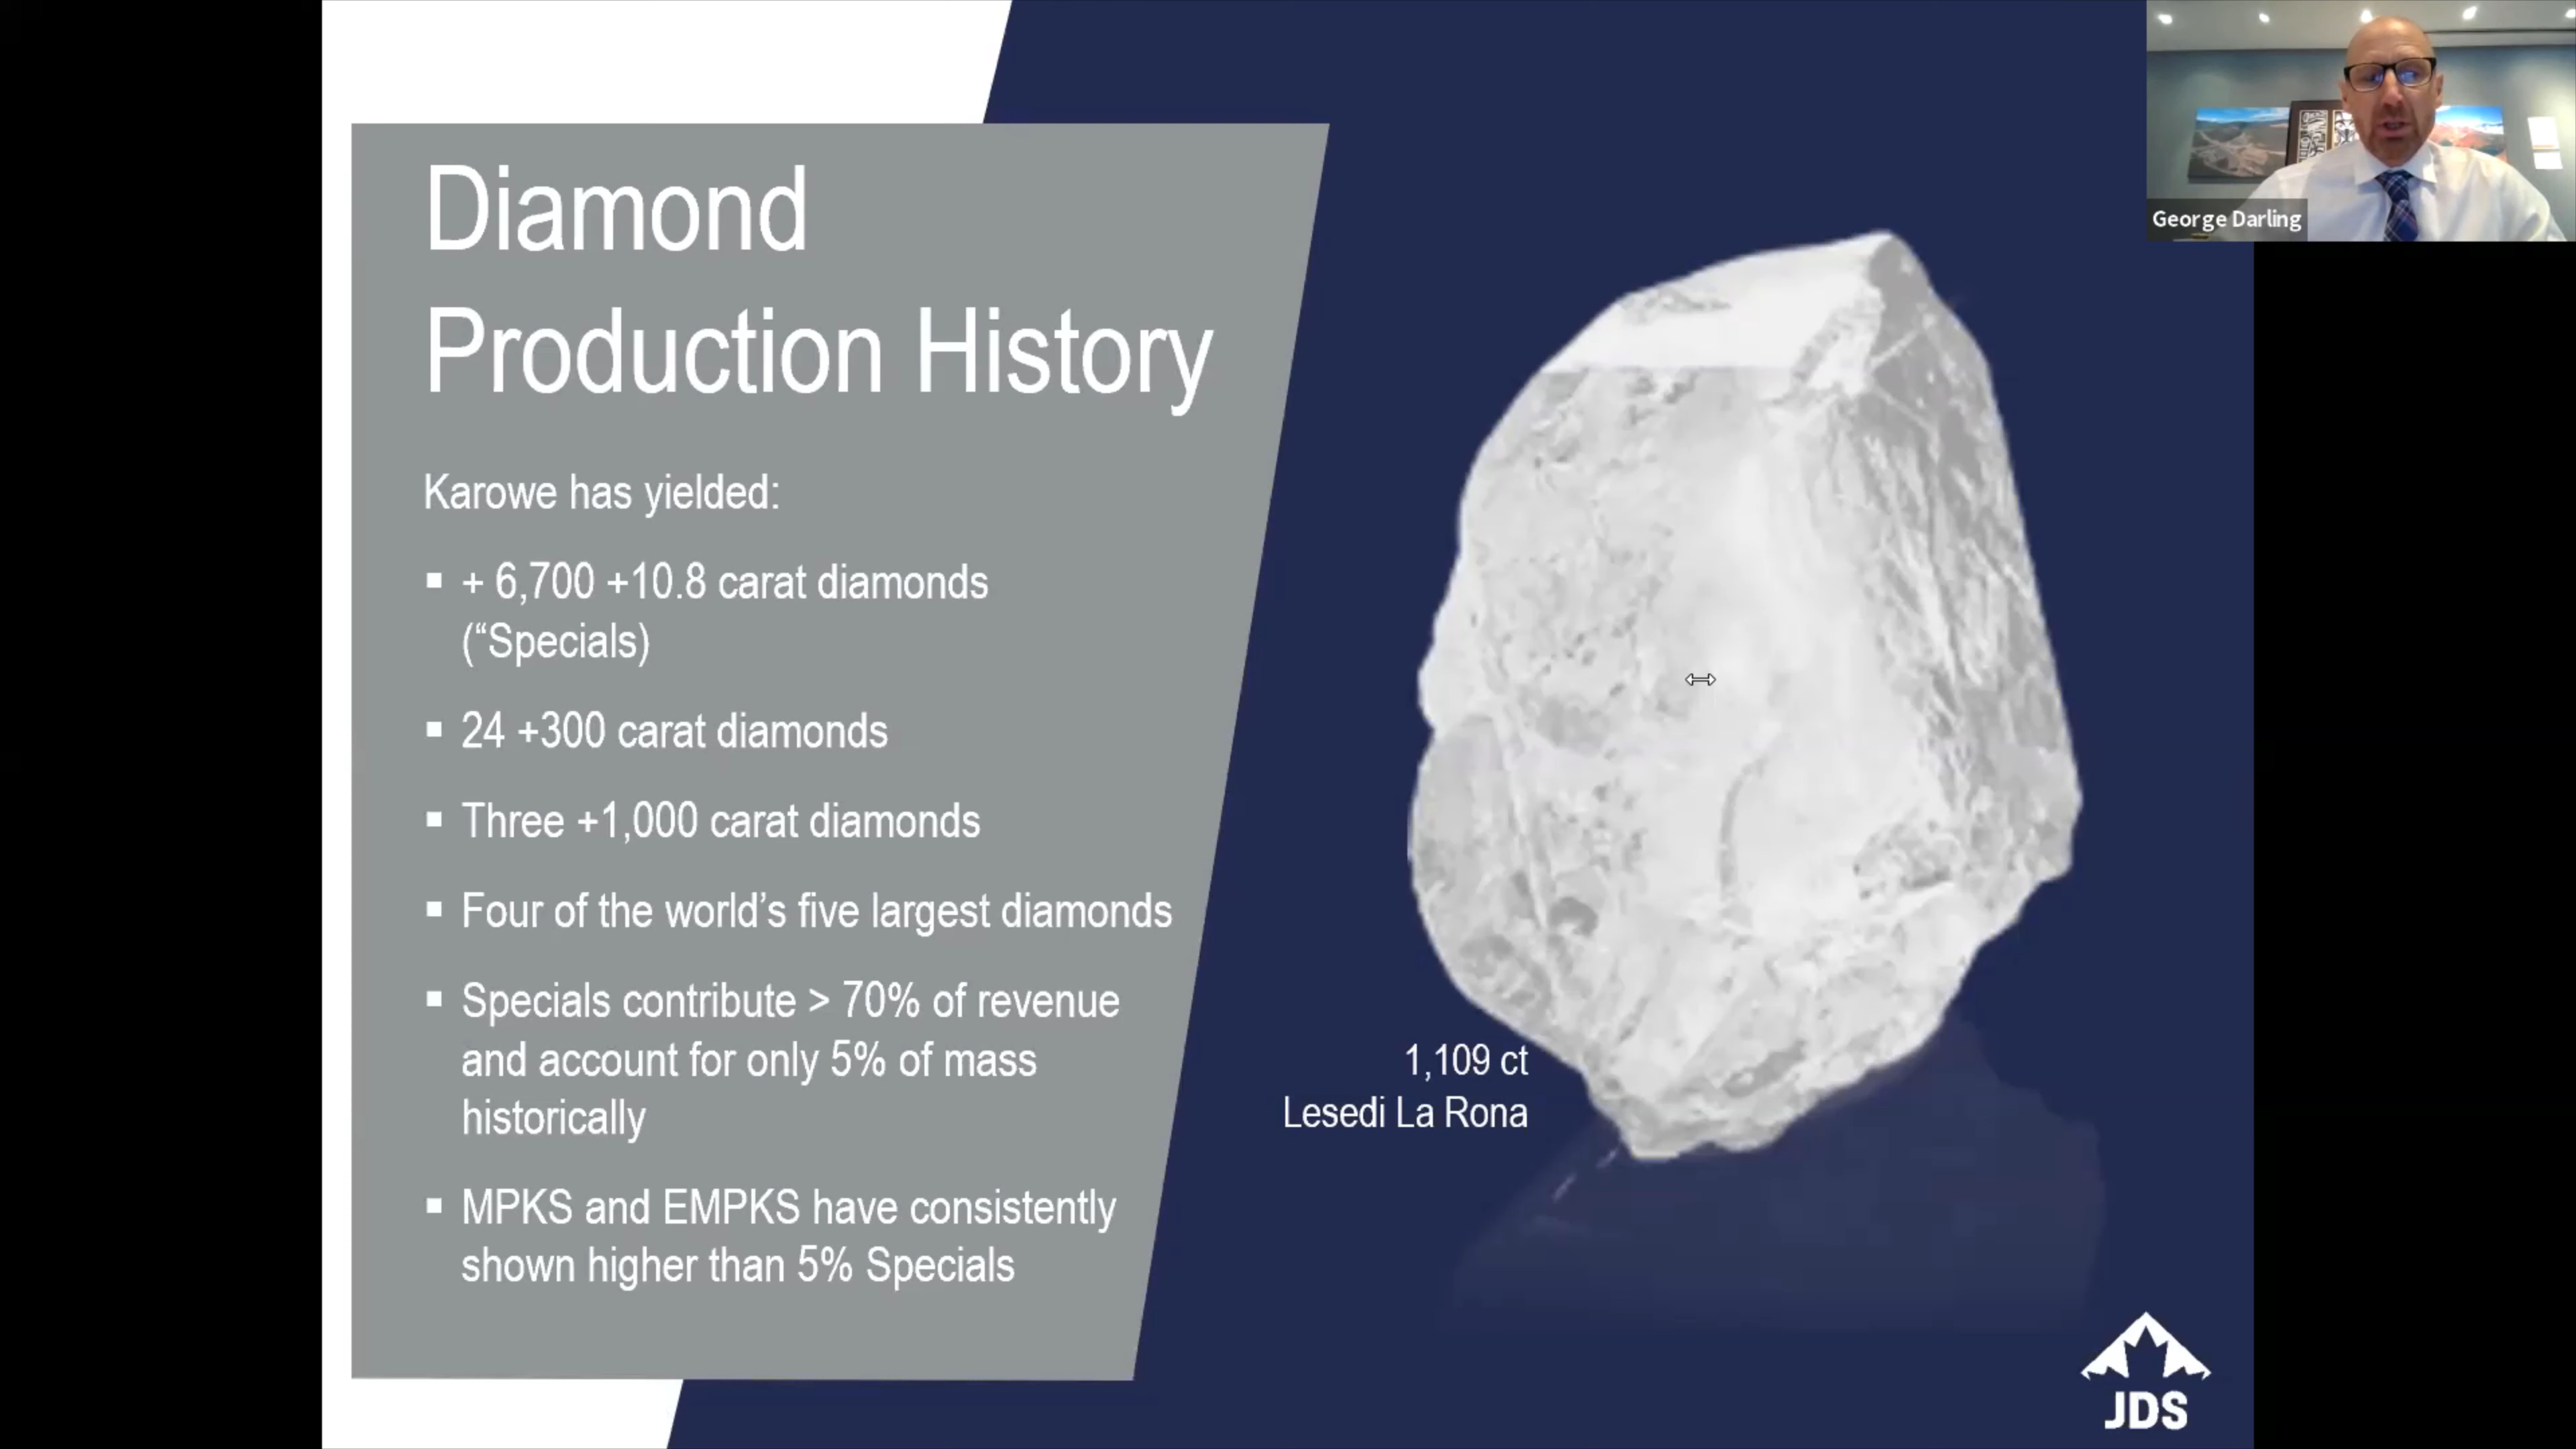 Diamond
Production History
Karowe has yielded:
▪ + 6,700 +10.8 carat diamonds
(“Specials)
▪ 24 +300 carat diamonds
▪ Three +1,000 carat diamonds
▪ Four of the world’s five largest diamonds
▪ Specials contribute > 70% of revenue
and account for only 5% of mass
historically
▪ MPKS and EMPKS have consistently
shown higher than 5% Specials
1,109 ct
Lesedi La Rona
George Darling
JDS